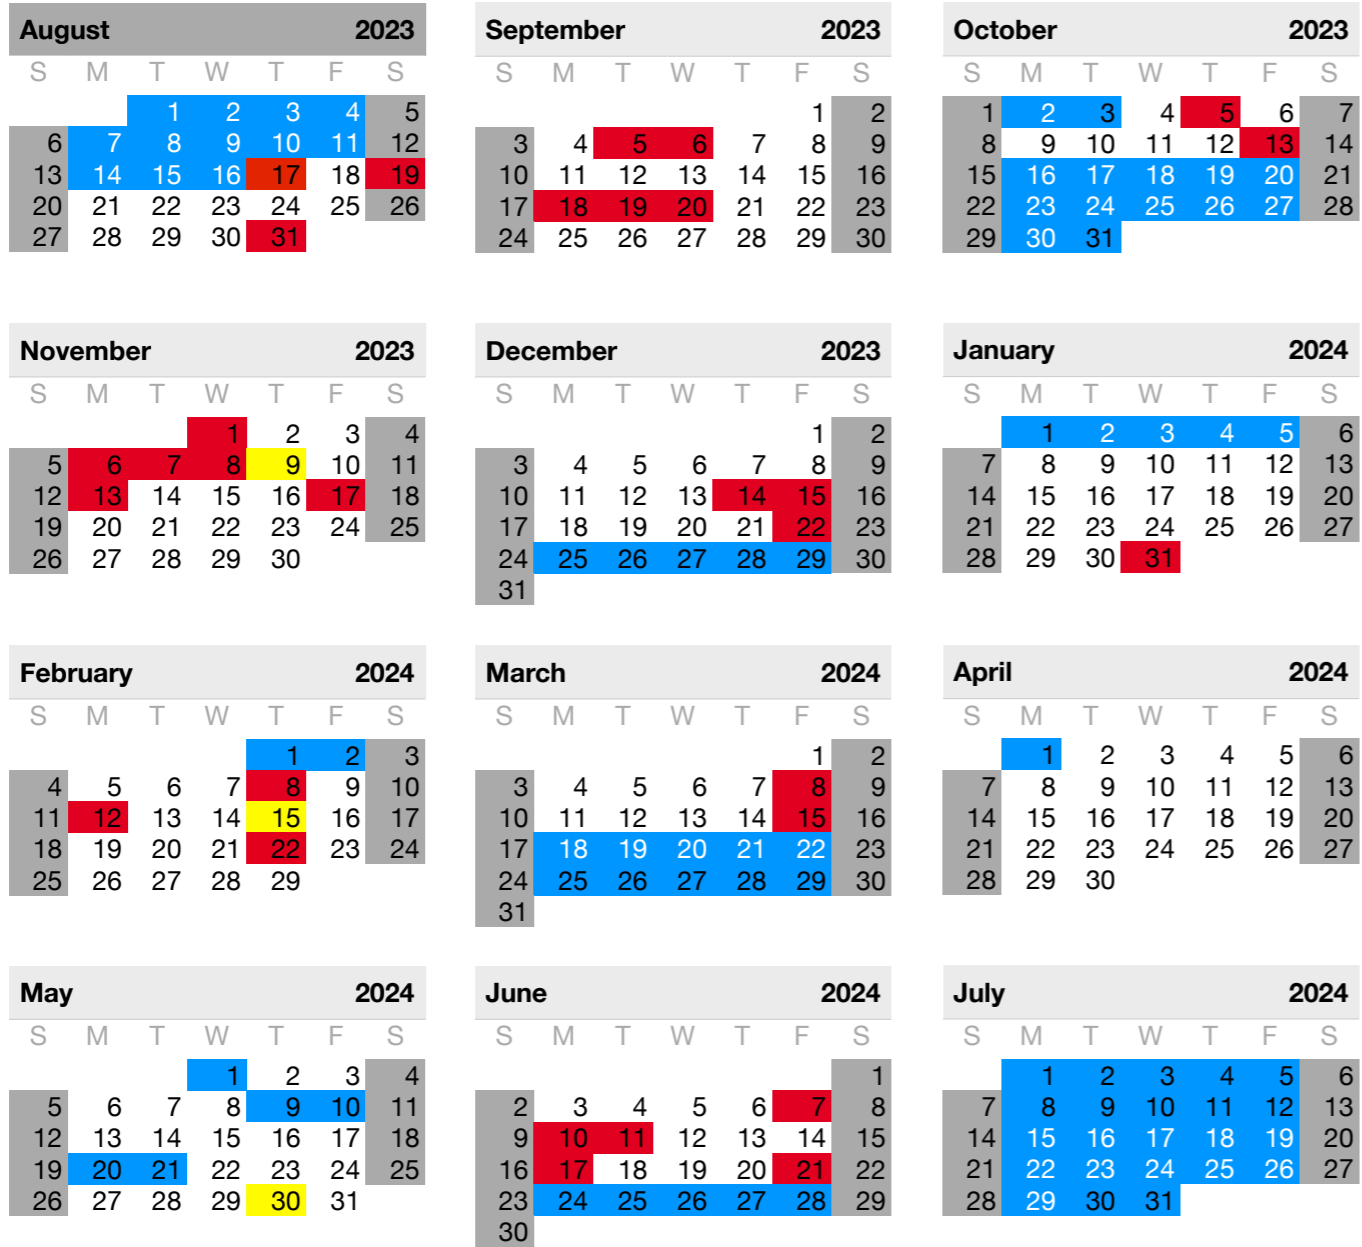 August 2023
S M T W T F S
1 2 3 4 5
6 7 8 9 10 11 12
13 14 15 16 17 18 19
20 21 22 23 24 25 26
27 28 29 30 31
September 2023
S M T W T F S
1 2
3 4 5 6 7 8 9
10 11 12 13 14 15 16
17 18 19 20 21 22 23
24 25 26 27 28 29 30
October 2023
S M T W T F S
1 2 3 4 5 6 7
8 9 10 11 12 13 14
15 16 17 18 19 20 21
22 23 24 25 26 27 28
29 30 31
November 2023
S M T W T F S
1 2 3 4
5 6 7 8 9 10 11
12 13 14 15 16 17 18
19 20 21 22 23 24 25
26 27 28 29 30
December 2023
S M T W T F S
1 2
3 4 5 6 7 8 9
10 11 12 13 14 15 16
17 18 19 20 21 22 23
24 25 26 27 28 29 30
31
January 2024
S M T W T F S
1 2 3 4 5 6
7 8 9 10 11 12 13
14 15 16 17 18 19 20
21 22 23 24 25 26 27
28 29 30 31
February 2024
S M T W T F S
1 2 3
4 5 6 7 8 9 10
11 12 13 14 15 16 17
18 19 20 21 22 23 24
25 26 27 28 29
March 2024
S M T W T F S
1 2
3 4 5 6 7 8 9
10 11 12 13 14 15 16
17 18 19 20 21 22 23
24 25 26 27 28 29 30
31
April 2024
S M T W T F S
1 2 3 4 5 6
7 8 9 10 11 12 13
14 15 16 17 18 19 20
21 22 23 24 25 26 27
28 29 30
May 2024
S M T W T F S
1 2 3 4
5 6 7 8 9 10 11
12 13 14 15 16 17 18
19 20 21 22 23 24 25
26 27 28 29 30 31
June 2024
S M T W T F S
1
2 3 4 5 6 7 8
9 10 11 12 13 14 15
16 17 18 19 20 21 22
23 24 25 26 27 28 29
30
July 2024
S M T W T F S
1 2 3 4 5 6
7 8 9 10 11 12 13
14 15 16 17 18 19 20
21 22 23 24 25 26 27
28 29 30 31